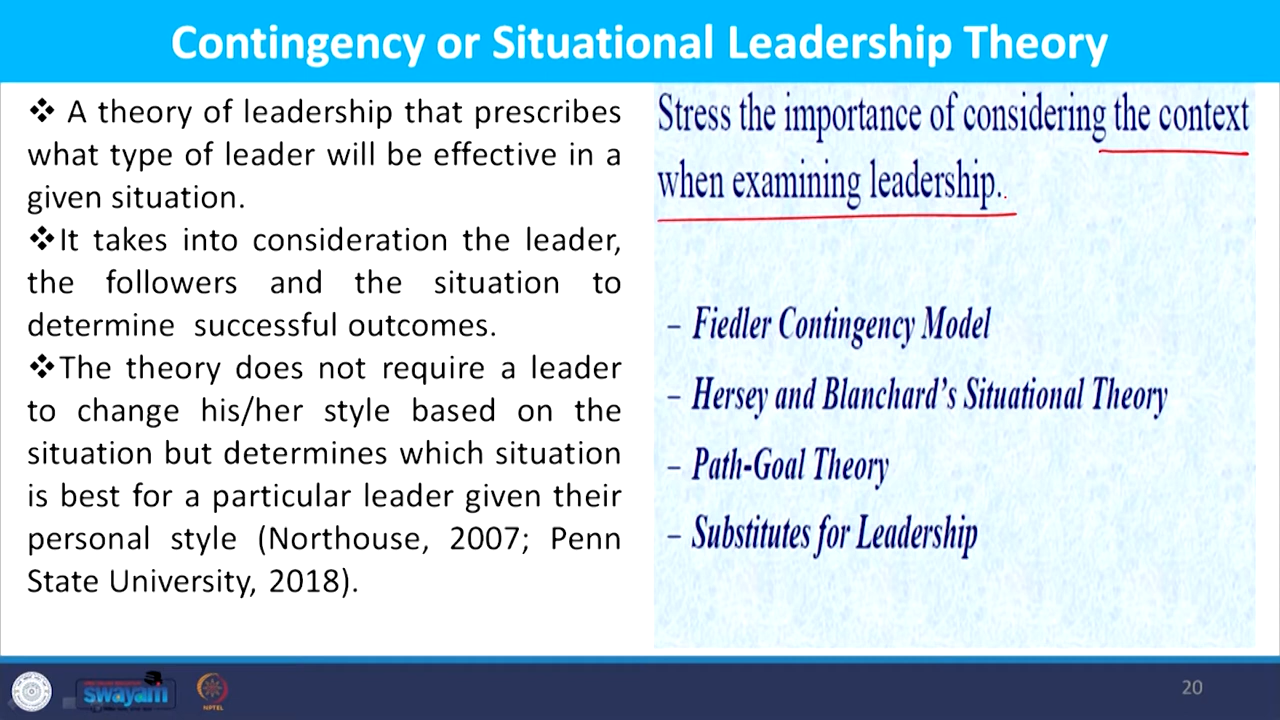 Contingency or Situational Leadership Theory
❖ A theory of leadership that prescribes
what type of leader will be effective in a
given situation.
❖It takes into consideration the leader,
the followers and the situation to
determine successful outcomes.
❖The theory does not require a leader
to change his/her style based on the
situation but determines which situation
is best for a particular leader given their
personal style (Northouse, 2007; Penn
State University, 2018).
Stress the importance of considering the context
when examining leadership.
– Fiedler Contingency Model
– Hersey and Blanchard's Situational Theory
– Path-Goal Theory
– Substitutes for Leadership
swayam
NPTEL
20